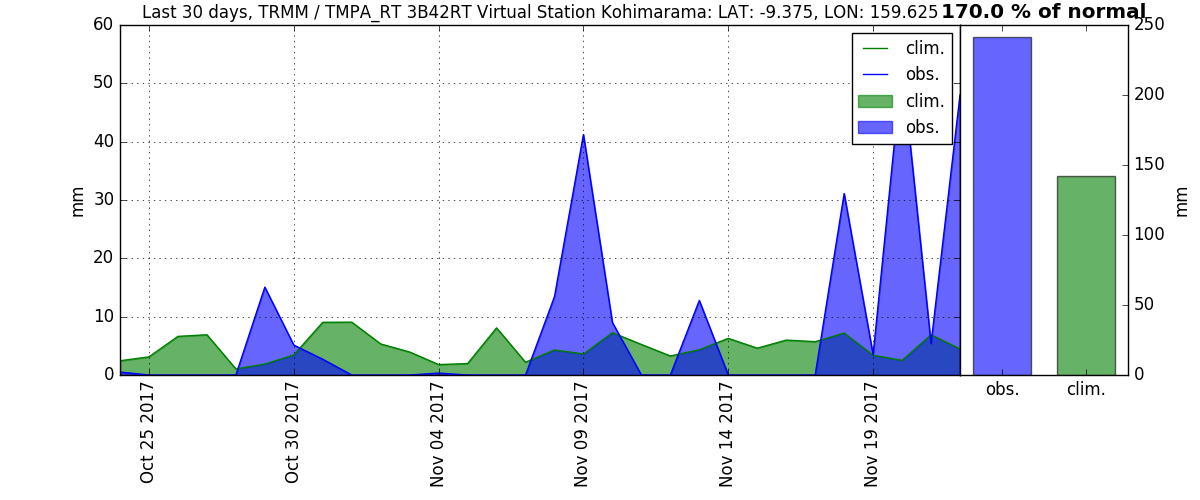 Last 30 days, TRMM / TMPA_RT 3B42RT Virtual Station Kohimarama: LAT: -9.375, LON: 159.625 170.0 % of normal
60
50
40
30
20
10
0
mm
clim.
obs.
clim.
obs.
Oct 25 2017
Oct 30 2017
Nov 04 2017
Nov 09 2017
Nov 14 2017
Nov 19 2017
250
200
150
100
50
0
mm
obs.
clim.